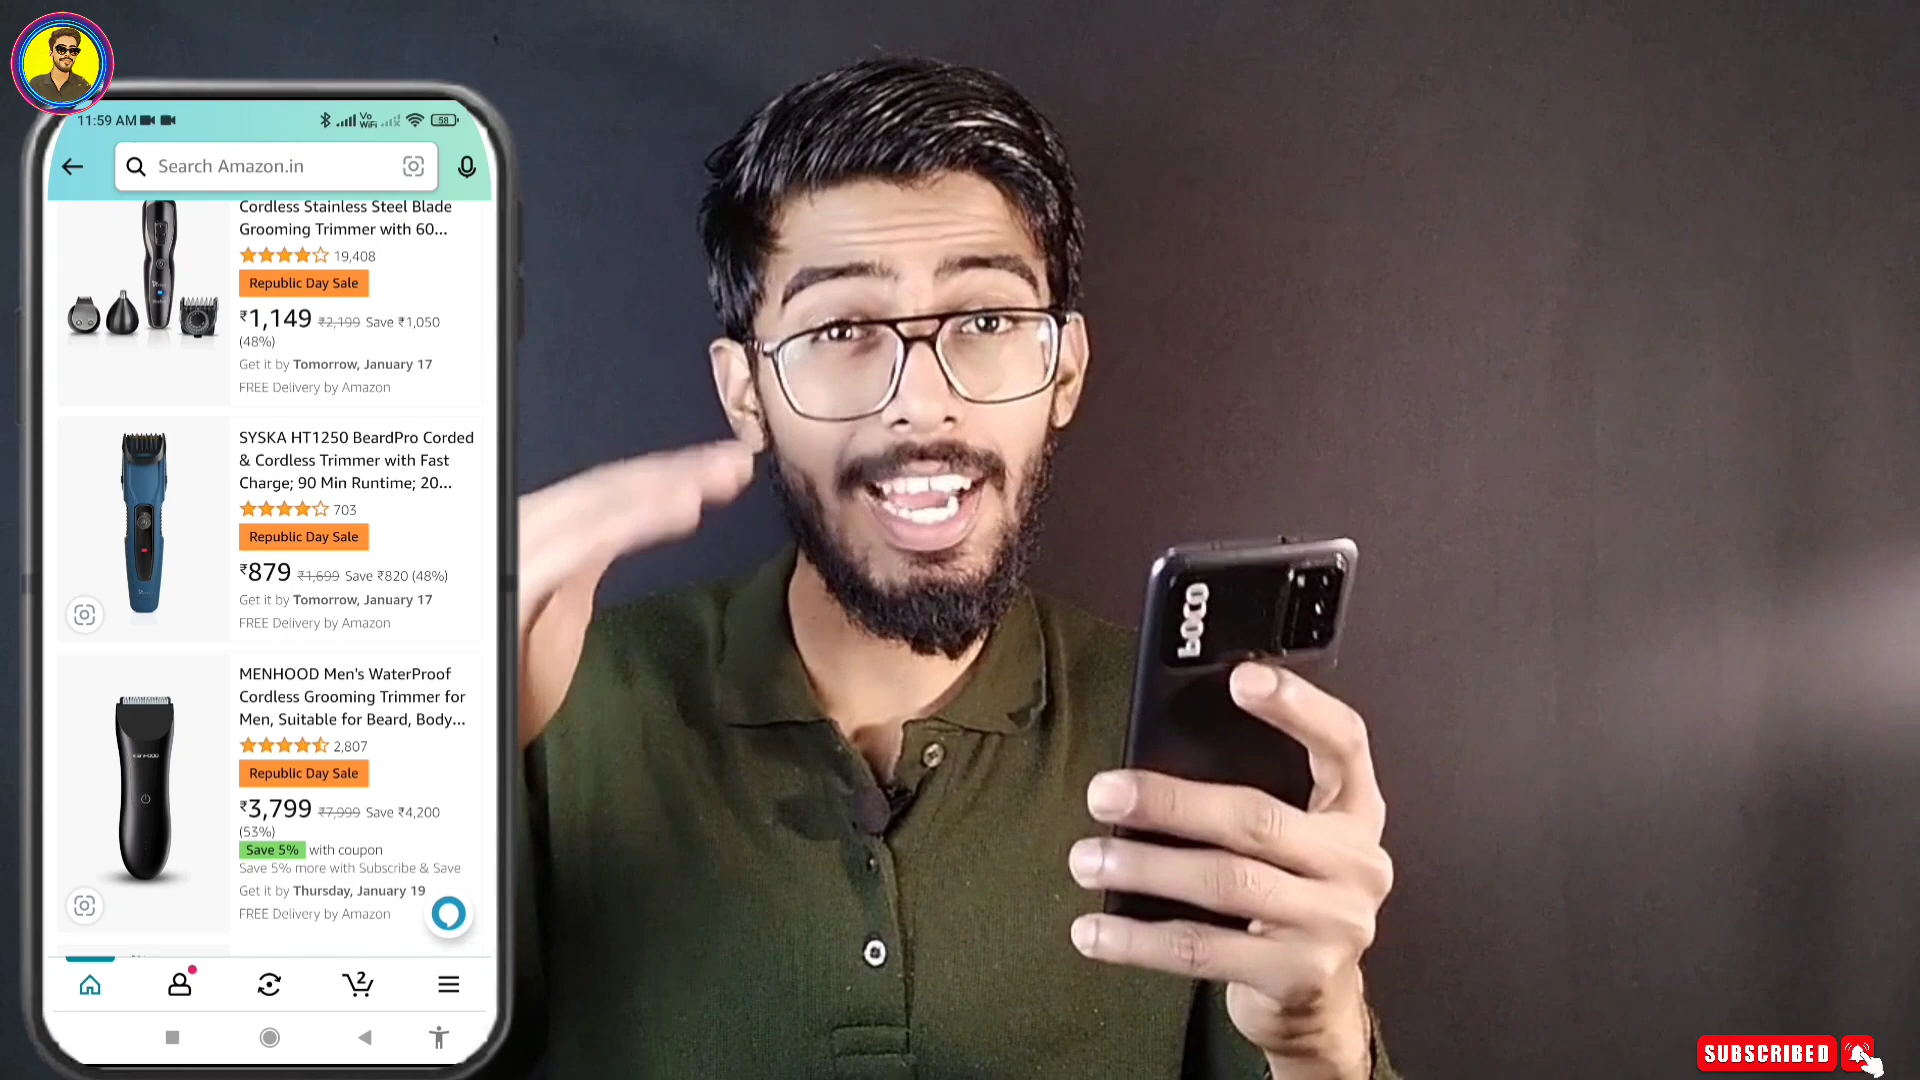 11:59 AM
Vo
WiFi
58
Search Amazon.in
Cordless Stainless Steel Blade
Grooming Trimmer with 60...
19,408
Republic Day Sale
₹1,149 ₹2,199 Save ₹1,050
(48%)
Get it by Tomorrow, January 17
FREE Delivery by Amazon
SYSKA HT1250 BeardPro Corded
& Cordless Trimmer with Fast
Charge; 90 Min Runtime; 20...
703
Republic Day Sale
₹879 ₹1,699 Save ₹820 (48%)
Get it by Tomorrow, January 17
FREE Delivery by Amazon
MENHOOD Men's WaterProof
Cordless Grooming Trimmer for
Men, Suitable for Beard, Body...
2,807
Republic Day Sale
₹3,799 ₹7,999 Save ₹4,200
(53%)
Save 5% with coupon
Save 5% more with Subscribe & Save
Get it by Thursday, January 19
FREE Delivery by Amazon
2
poco
SUBSCRIBED